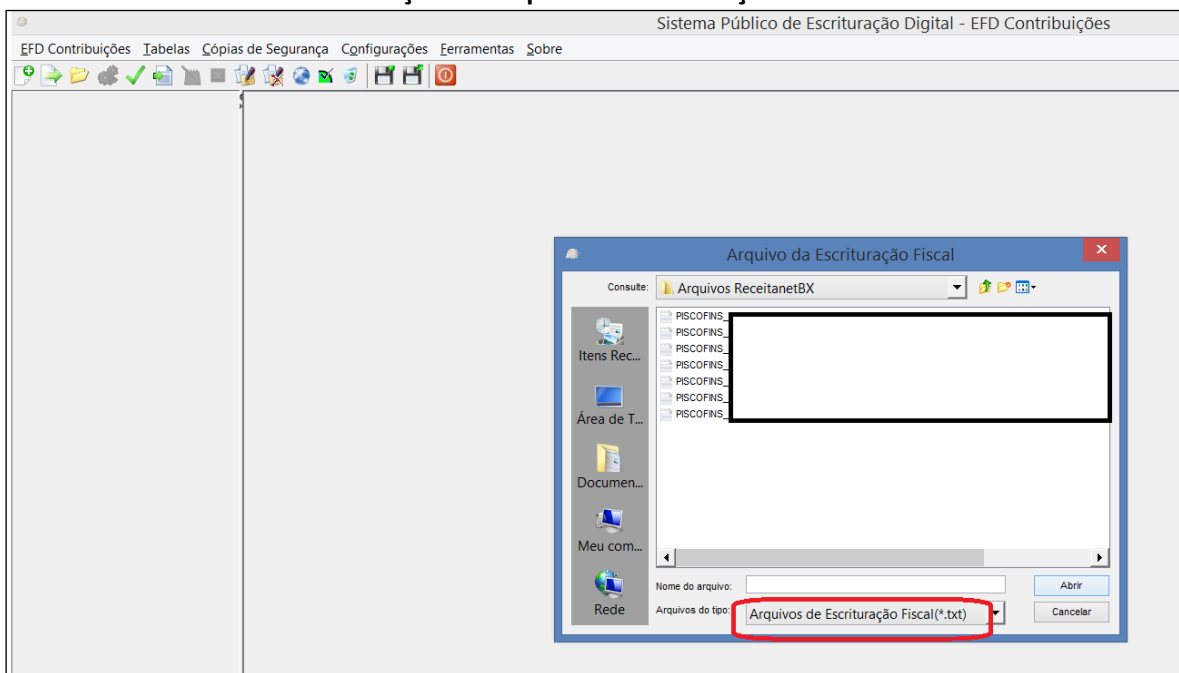 Sistema Público de Escrituração Digital - EFD Contribuições
EFD Contribuições Tabelas Cópias de Segurança Configurações Ferramentas Sobre
Arquivo da Escrituração Fiscal
Consulte: Arquivos ReceitanetBX
PISCOFINS_
PISCOFINS_
PISCOFINS_
PISCOFINS_
PISCOFINS_
PISCOFINS_
PISCOFINS_
Itens Rec...
Área de T...
Documen...
Meu com...
Rede
Nome do arquivo:
Abrir
Arquivos do tipo: Arquivos de Escrituração Fiscal(*.txt)
Cancelar